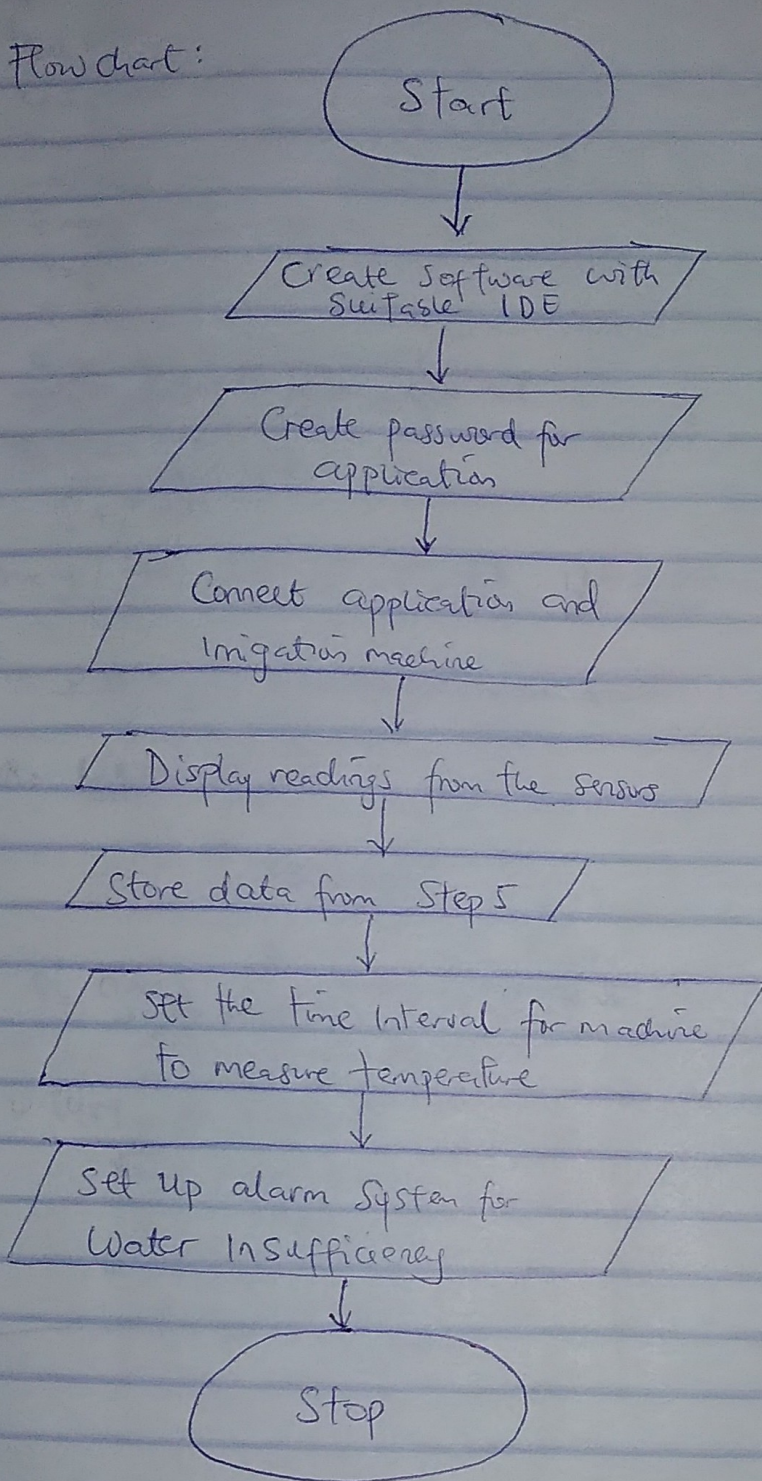 Flow chart:
Start
Create Software with
Suitable IDE
Create password for
application
Connect application and
Irrigation machine
Display readings from the sensors
Store data from Step 5
Set the time interval for machine
to measure temperature
Set up alarm System for
Water Insufficiency
Stop